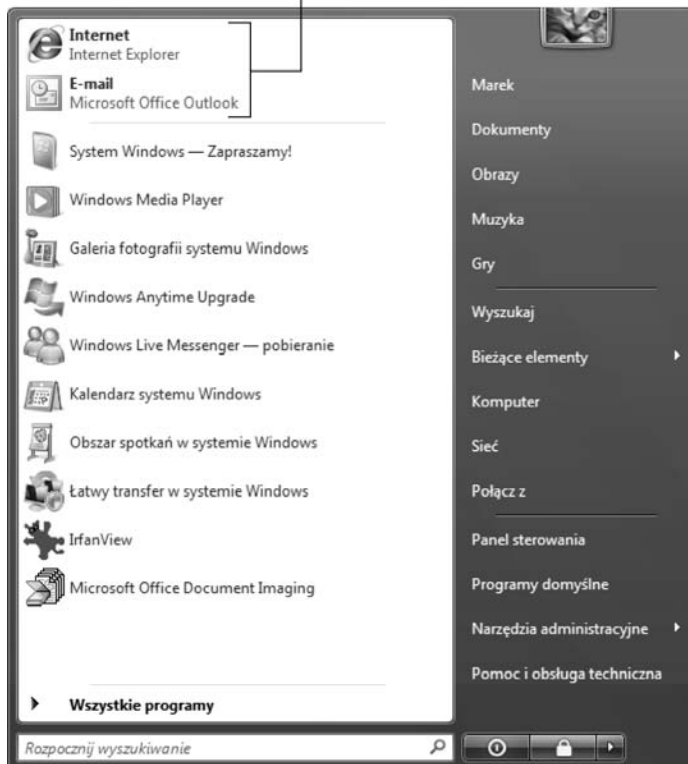 Internet
Internet Explorer
E-mail
Microsoft Office Outlook
System Windows — Zapraszamy!
Windows Media Player
Galeria fotografii systemu Windows
Windows Anytime Upgrade
Windows Live Messenger — pobieranie
Kalendarz systemu Windows
Obszar spotkań w systemie Windows
Łatwy transfer w systemie Windows
IrfanView
Microsoft Office Document Imaging
Wszystkie programy
Rozpocznij wyszukiwanie
Marek
Dokumenty
Obrazy
Muzyka
Gry
Wyszukaj
Bieżące elementy
Komputer
Sieć
Połącz z
Panel sterowania
Programy domyślne
Narzędzia administracyjne
Pomoc i obsługa techniczna